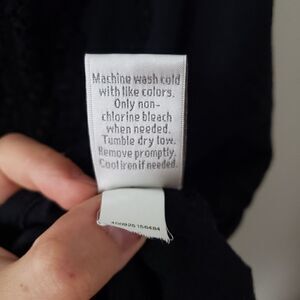 Machine wash cold
with like colors.
Only non-
chlorine bleach
when needed.
Tumble dry low.
Remove promptly.
Cool iron if needed.